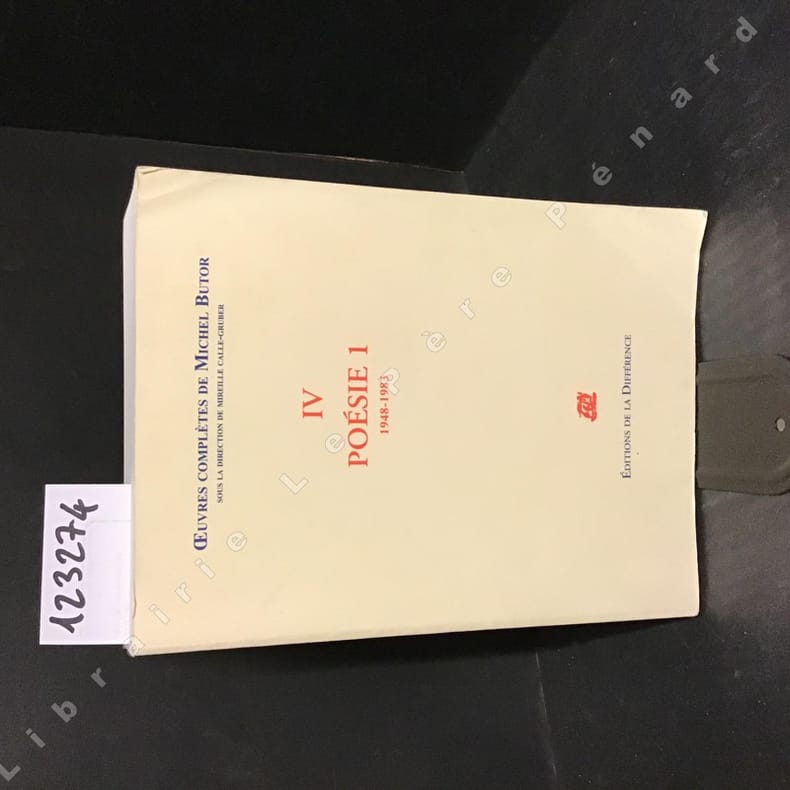 ŒUVRES COMPLÈTES DE MICHEL BUTOR
SOUS LA DIRECTION DE MIREILLE CALLE-GRUBER
IV
POÉSIE 1
1948-1983
ÉDITIONS DE LA DIFFÉRENCE
123274
Librairie Le Père Pénard